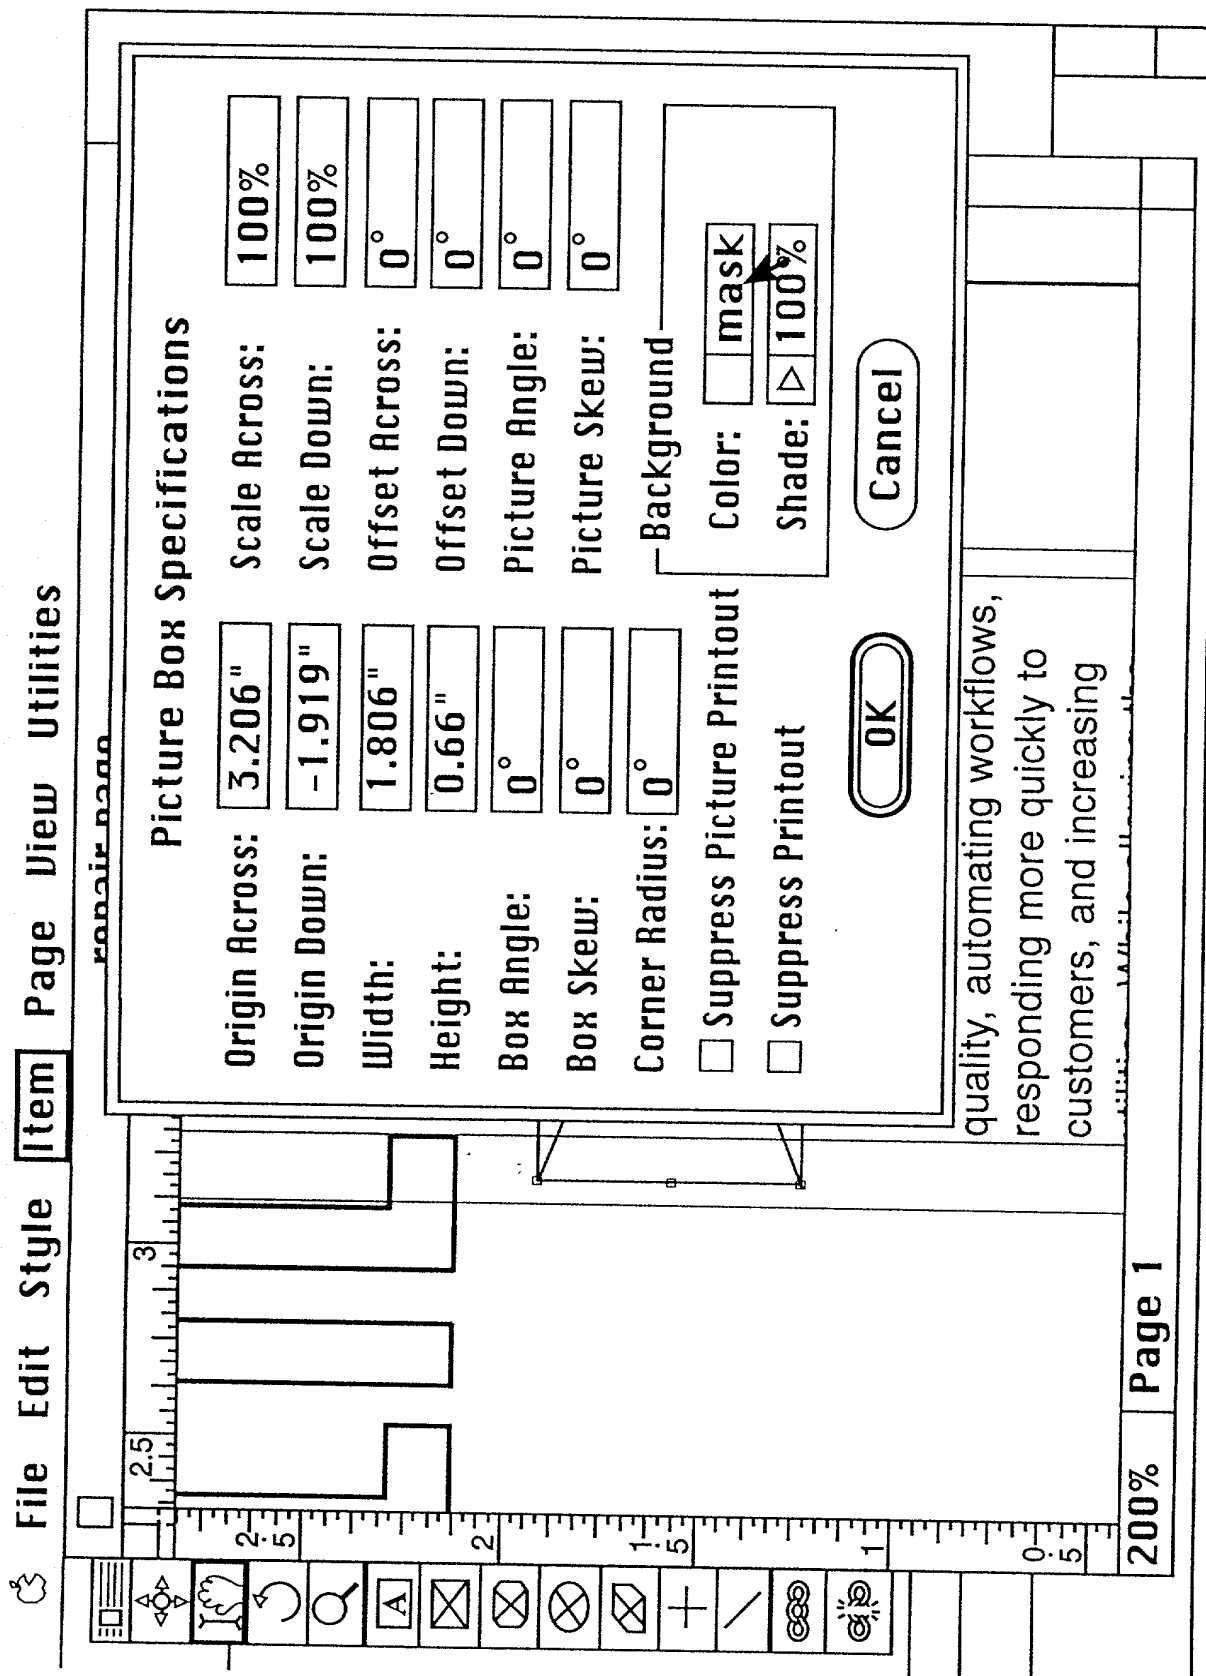 File Edit Style Item Page View Utilities
repair page
Picture Box Specifications
Origin Across: 3.206" Scale Across: 100%
Origin Down: -1.919" Scale Down: 100%
Width: 1.806" Offset Across: 0°
Height: 0.66" Offset Down: 0°
Box Angle: 0° Picture Angle: 0°
Box Skew: 0° Picture Skew: 0°
Corner Radius: 0°
Background
Suppress Picture Printout Color: mask
Suppress Printout Shade: 100%
OK Cancel
2.5 3
2.5
2
1.5
1
0.5
A
quality, automating workflows,
responding more quickly to
customers, and increasing
200% Page 1